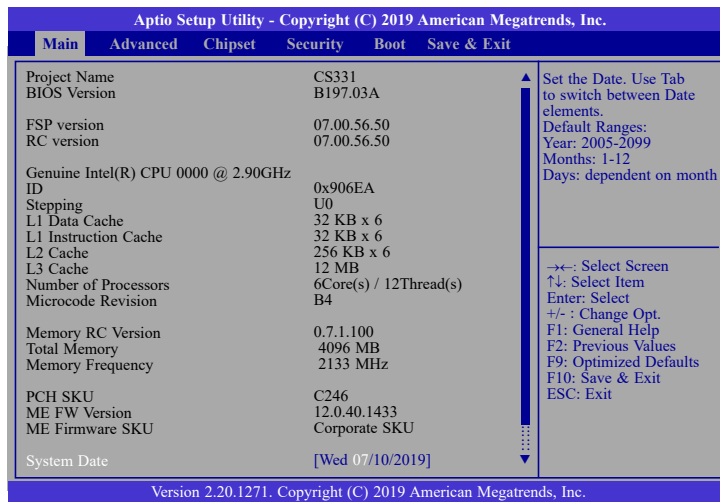 Aptio Setup Utility - Copyright (C) 2019 American Megatrends, Inc.
Main Advanced Chipset Security Boot Save & Exit
Project Name CS331
BIOS Version B197.03A
FSP version 07.00.56.50
RC version 07.00.56.50
Genuine Intel(R) CPU 0000 @ 2.90GHz
ID 0x906EA
Stepping U0
L1 Data Cache 32 KB x 6
L1 Instruction Cache 32 KB x 6
L2 Cache 256 KB x 6
L3 Cache 12 MB
Number of Processors 6Core(s) / 12Thread(s)
Microcode Revision B4
Memory RC Version 0.7.1.100
Total Memory 4096 MB
Memory Frequency 2133 MHz
PCH SKU C246
ME FW Version 12.0.40.1433
ME Firmware SKU Corporate SKU
System Date [Wed 07/10/2019]
Set the Date. Use Tab
to switch between Date
elements.
Default Ranges:
Year: 2005-2099
Months: 1-12
Days: dependent on month
→←: Select Screen
↑↓: Select Item
Enter: Select
+/- : Change Opt.
F1: General Help
F2: Previous Values
F9: Optimized Defaults
F10: Save & Exit
ESC: Exit
Version 2.20.1271. Copyright (C) 2019 American Megatrends, Inc.